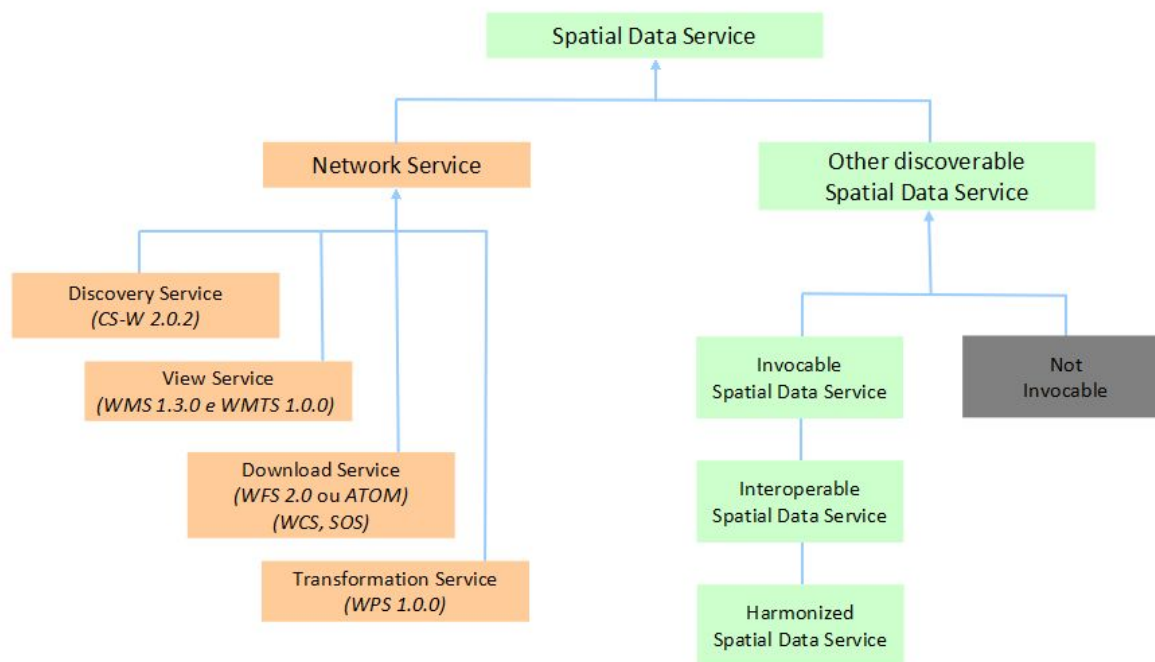 Spatial Data Service
Network Service
Other discoverable
Spatial Data Service
Discovery Service
(CS-W 2.0.2)
View Service
(WMS 1.3.0 e WMTS 1.0.0)
Download Service
(WFS 2.0 ou ATOM)
(WCS, SOS)
Transformation Service
(WPS 1.0.0)
Invocable
Spatial Data Service
Not
Invocable
Interoperable
Spatial Data Service
Harmonized
Spatial Data Service